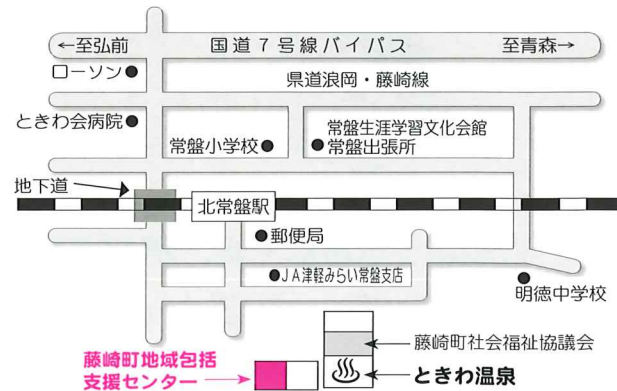 ←至弘前
国道7号線バイパス
至青森→
ローソン
県道浪岡・藤崎線
ときわ会病院
常盤小学校
常盤生涯学習文化会館
常盤出張所
地下道
北常盤駅
郵便局
JA津軽みらい常盤支店
明徳中学校
藤崎町社会福祉協議会
藤崎町地域包括
支援センター
ときわ温泉